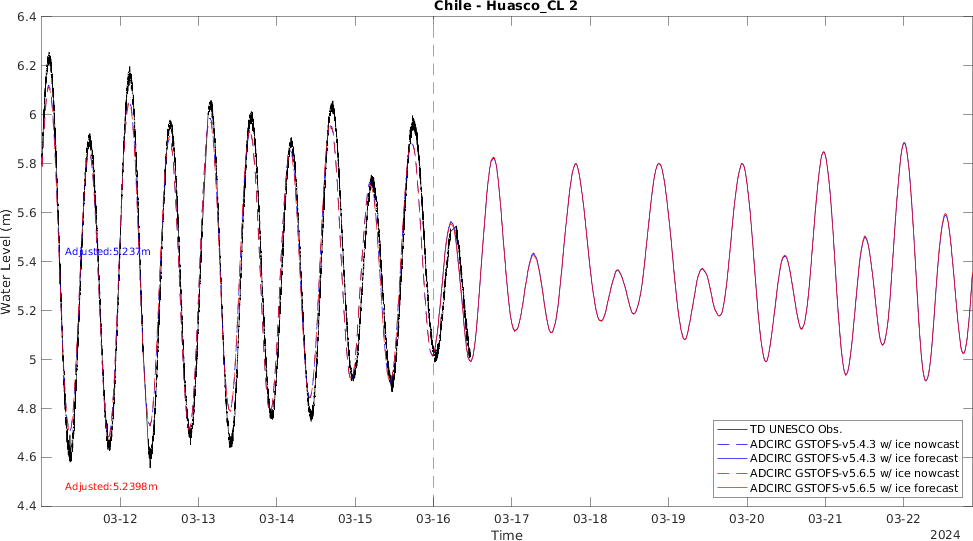 Chile - Huasco_CL 2
6.4
6.2
6
5.8
5.6
5.4
5.2
5
4.8
4.6
4.4
Water Level (m)
Adjusted:5.237m
Adjusted:5.2398m
TD UNESCO Obs.
ADCIRC GSTOFS-v5.4.3 w/ ice nowcast
ADCIRC GSTOFS-v5.4.3 w/ ice forecast
ADCIRC GSTOFS-v5.6.5 w/ ice nowcast
ADCIRC GSTOFS-v5.6.5 w/ ice forecast
03-12 03-13 03-14 03-15 03-16 03-17 03-18 03-19 03-20 03-21 03-22
Time
2024